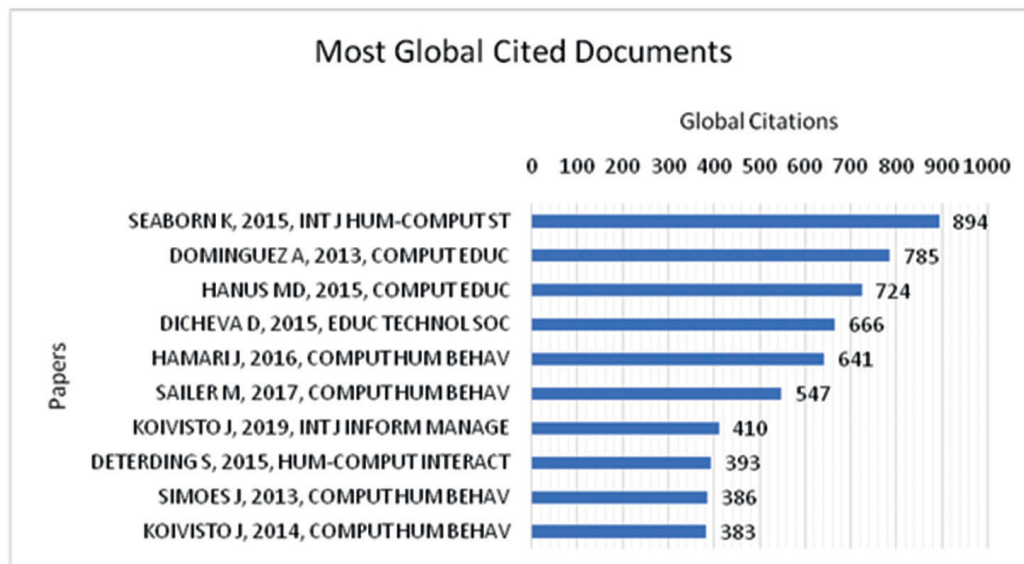 Most Global Cited Documents
Global Citations
0 100 200 300 400 500 600 700 800 900 1000
SEABORN K, 2015, INT J HUM-COMPUT ST 894
DOMINGUEZ A, 2013, COMPUT EDUC 785
HANUS MD, 2015, COMPUT EDUC 724
DICHEVA D, 2015, EDUC TECHNOL SOC 666
HAMARI J, 2016, COMPUT HUM BEHAV 641
SAILER M, 2017, COMPUT HUM BEHAV 547
KOIVISTO J, 2019, INT J INFORM MANAGE 410
DETERDING S, 2015, HUM-COMPUT INTERACT 393
SIMOES J, 2013, COMPUT HUM BEHAV 386
KOIVISTO J, 2014, COMPUT HUM BEHAV 383
Papers